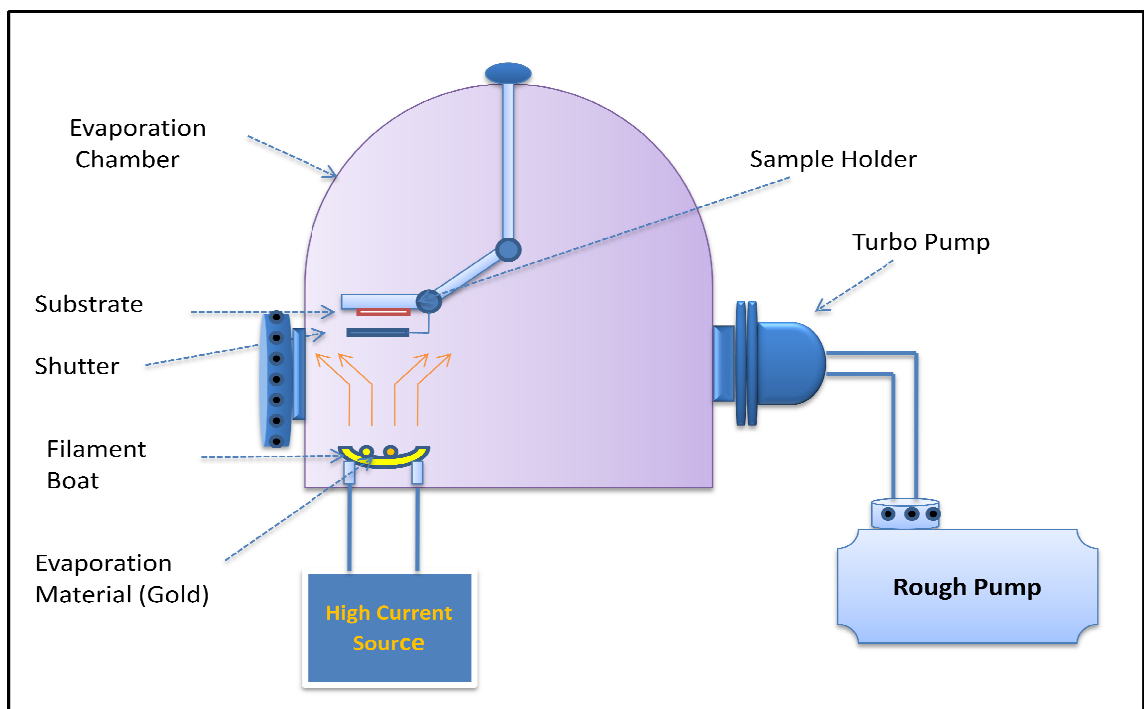 Evaporation
Chamber
Sample Holder
Turbo Pump
Substrate
Shutter
Filament
Boat
Evaporation
Material (Gold)
High Current
Source
Rough Pump